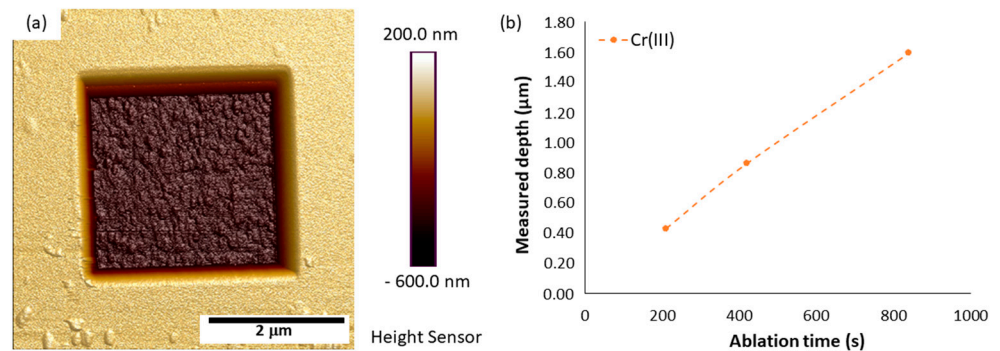 (a)
200.0 nm
- 600.0 nm
Height Sensor
2 μm
(b)
1.80
1.60
1.40
1.20
1.00
0.80
0.60
0.40
0.20
0.00
Measured depth (μm)
Cr(III)
0 200 400 600 800 1000
Ablation time (s)